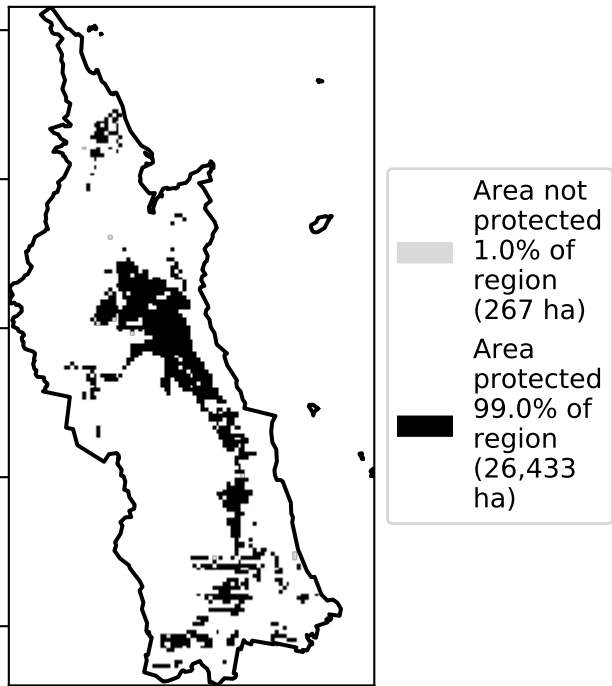 Area not
protected
1.0% of
region
(267 ha)
Area
protected
99.0% of
region
(26,433
ha)